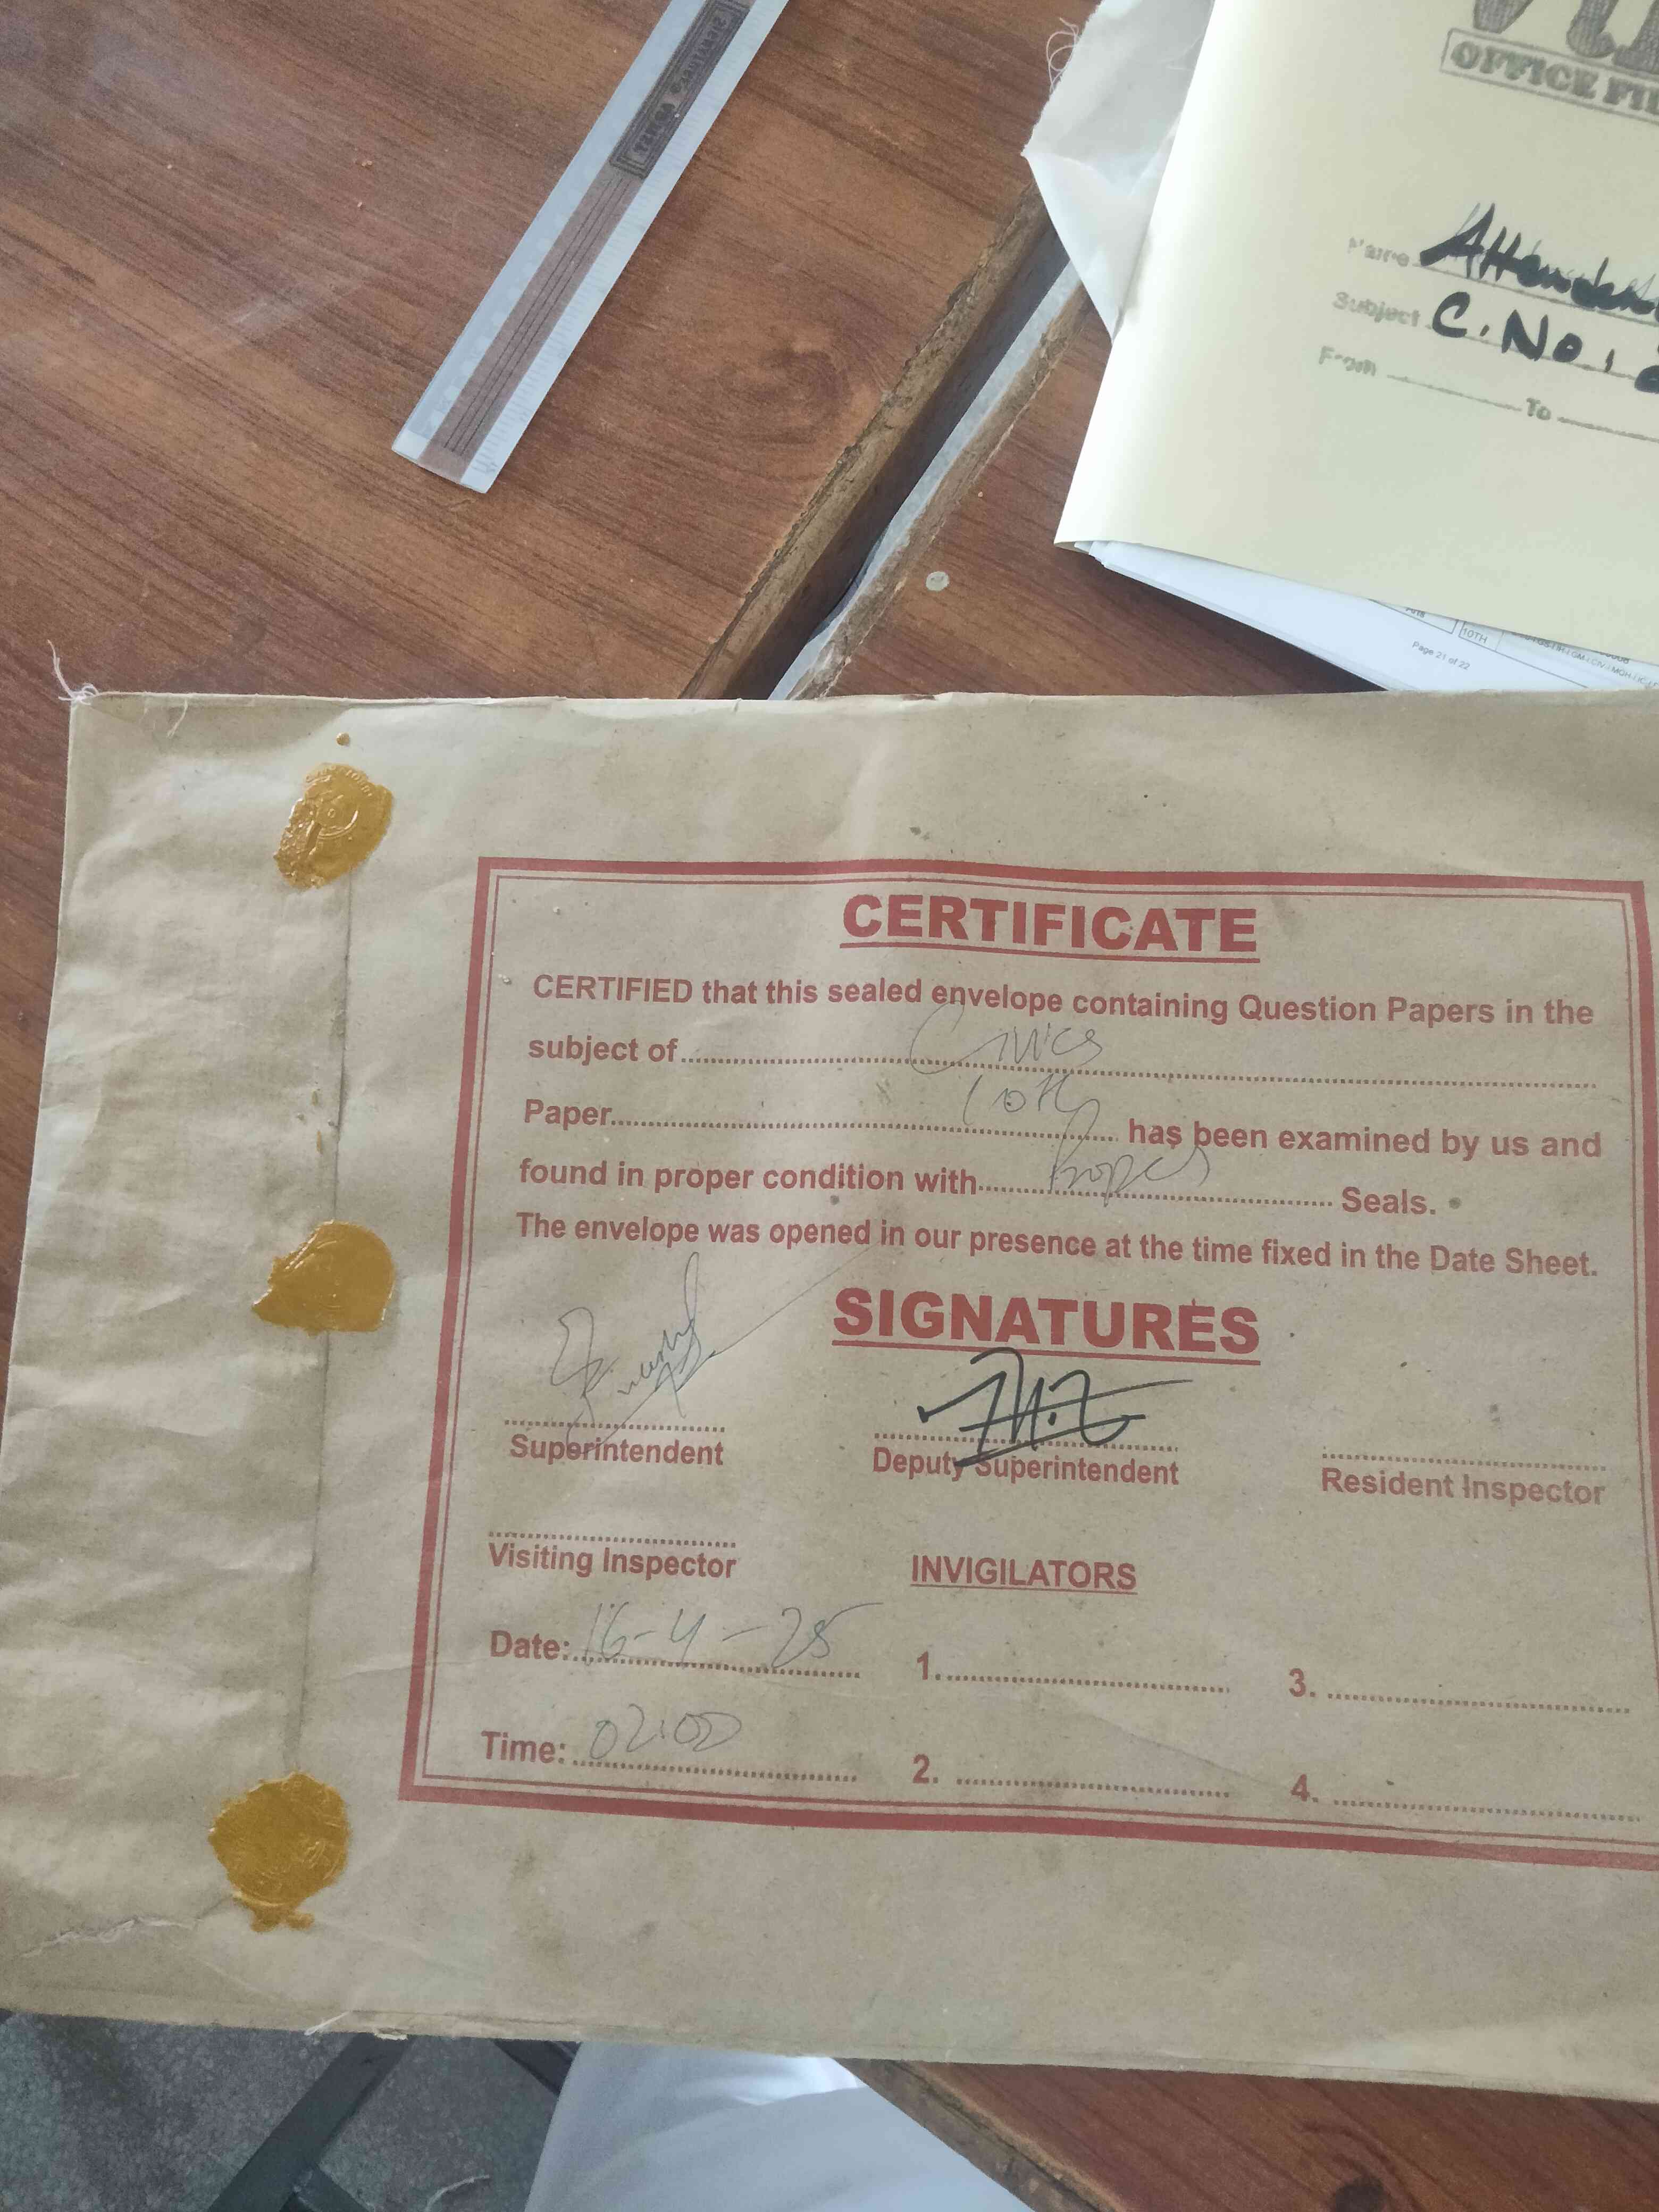 OFFICE FI
Name Attenden
Subject C.No.
From To
10TH
Page 21 of 22
CERTIFICATE
CERTIFIED that this sealed envelope containing Question Papers in the
subject of Civics
Paper 10th has been examined by us and
found in proper condition with Proper Seals.
The envelope was opened in our presence at the time fixed in the Date Sheet.
SIGNATURES
Superintendent Deputy Superintendent Resident Inspector
Visiting Inspector INVIGILATORS
Date: 16-4-25 1. 3.
Time: 02:00 2. 4.